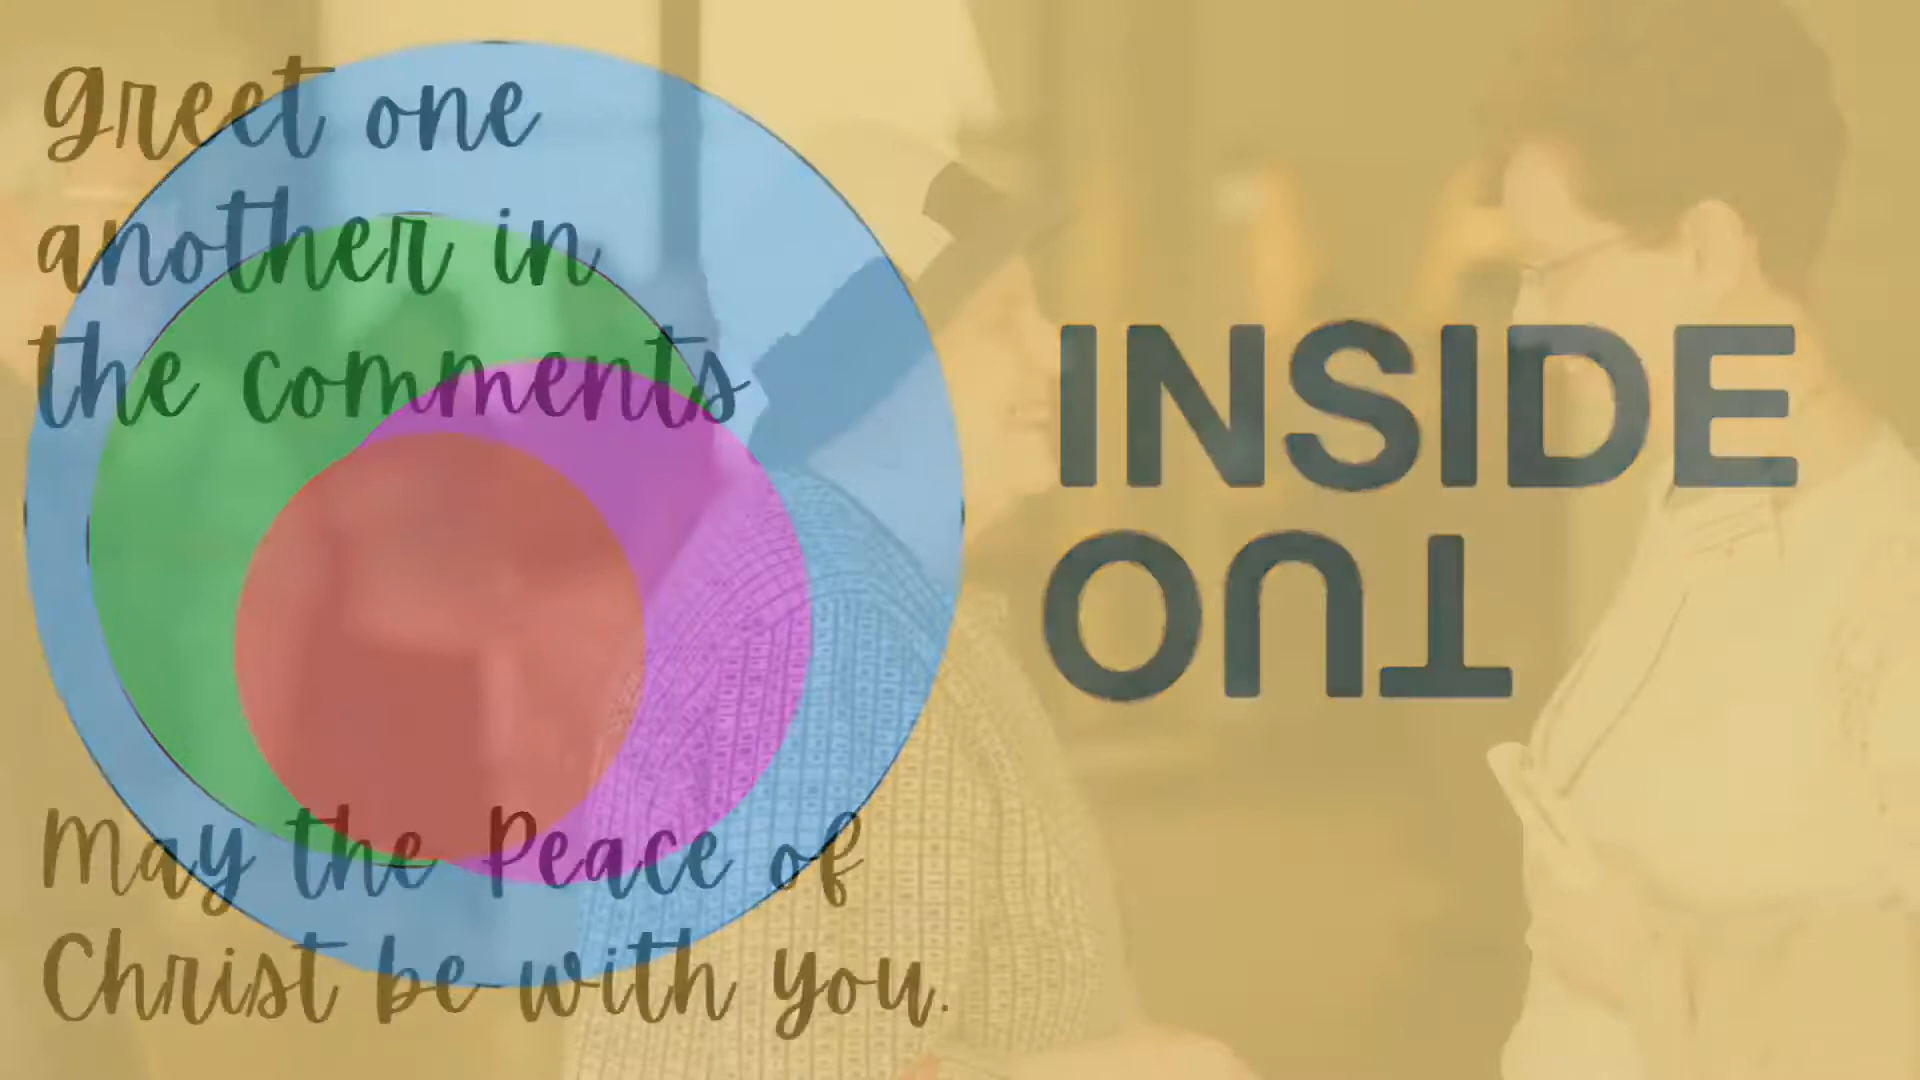 Greet one
another in
the comments
INSIDE
OUT
May the Peace of
Christ be with you.